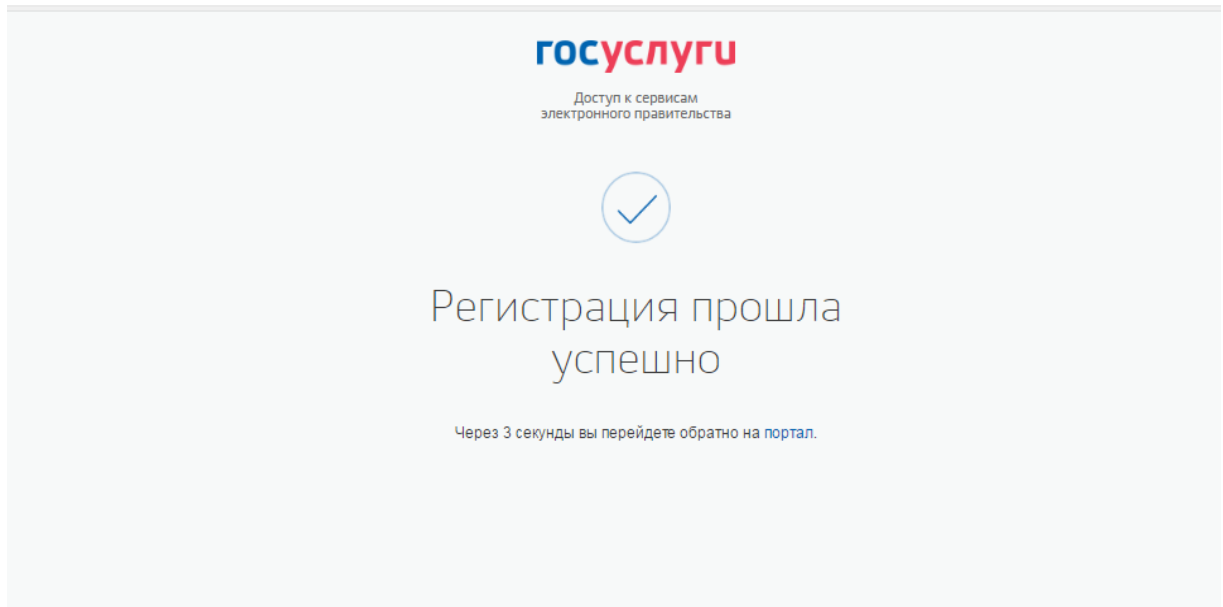 госуслуги
Доступ к сервисам
электронного правительства
Регистрация прошла
успешно
Через 3 секунды вы перейдете обратно на портал.